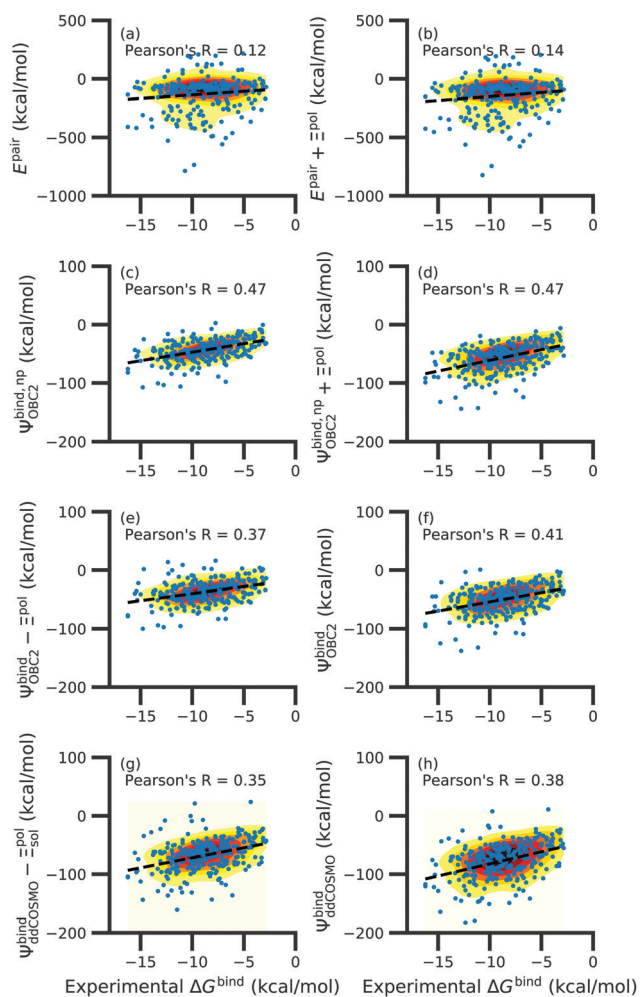 (a)
Pearson's R = 0.12
500
0
−500
−1000
−15
−10
−5
0
E^pair (kcal/mol)
(b)
Pearson's R = 0.14
500
0
−500
−1000
−15
−10
−5
0
E^pair + Ξ^pol (kcal/mol)
(c)
Pearson's R = 0.47
100
0
−100
−200
−15
−10
−5
0
Ψ^bind, np_OBC2 (kcal/mol)
(d)
Pearson's R = 0.47
100
0
−100
−200
−15
−10
−5
0
Ψ^bind, np_OBC2 + Ξ^pol (kcal/mol)
(e)
Pearson's R = 0.37
100
0
−100
−200
−15
−10
−5
0
Ψ^bind_OBC2 − Ξ^pol (kcal/mol)
(f)
Pearson's R = 0.41
100
0
−100
−200
−15
−10
−5
0
Ψ^bind_OBC2 (kcal/mol)
(g)
Pearson's R = 0.35
100
0
−100
−200
−15
−10
−5
0
Ψ^bind_ddCOSMO − Ξ^pol_sol (kcal/mol)
Experimental ΔG^bind (kcal/mol)
(h)
Pearson's R = 0.38
100
0
−100
−200
−15
−10
−5
0
Ψ^bind_ddCOSMO (kcal/mol)
Experimental ΔG^bind (kcal/mol)